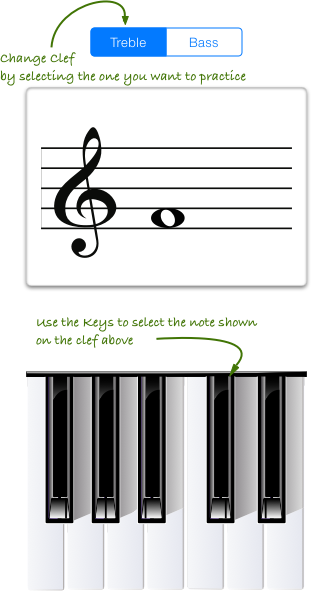 Treble
Bass
Change Clef
by selecting the one you want to practice
Use the Keys to select the note shown
on the clef above